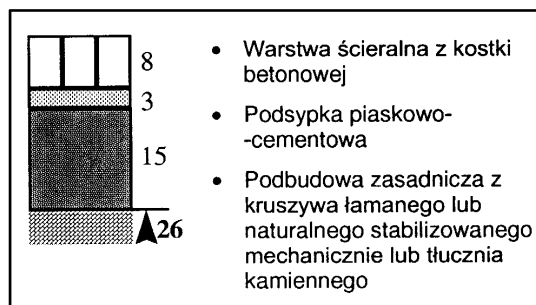 8
3
15
26
• Warstwa ścieralna z kostki
betonowej
• Podsypka piaskowo-
-cementowa
• Podbudowa zasadnicza z
kruszywa łamanego lub
naturalnego stabilizowanego
mechanicznie lub tłucznia
kamiennego